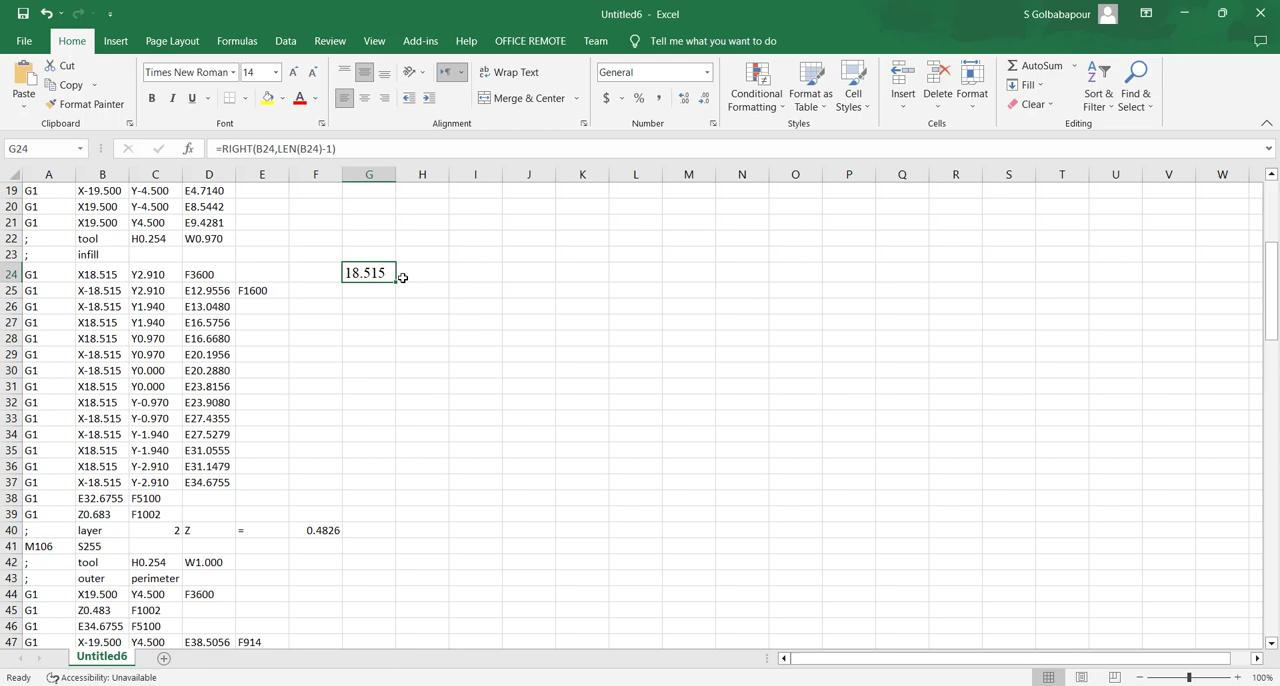 Untitled6 - Excel
S Golbabapour
File Home Insert Page Layout Formulas Data Review View Add-ins Help OFFICE REMOTE Team Tell me what you want to do
Paste
Cut
Copy
Format Painter
Clipboard
Times New Roman 14
B I U
Font
Wrap Text
Merge & Center
Alignment
General
$ % ,
Number
Conditional Formatting
Format as Table
Cell Styles
Styles
Insert
Delete
Format
Cells
AutoSum
Fill
Clear
Sort & Filter
Find & Select
Editing
G24 fx =RIGHT(B24,LEN(B24)-1)
A B C D E F G H I J K L M N O P Q R S T U V W
19 G1 X-19.500 Y-4.500 E4.7140
20 G1 X19.500 Y-4.500 E8.5442
21 G1 X19.500 Y4.500 E9.4281
22 ; tool H0.254 W0.970
23 ; infill
24 G1 X18.515 Y2.910 F3600 18.515
25 G1 X-18.515 Y2.910 E12.9556 F1600
26 G1 X-18.515 Y1.940 E13.0480
27 G1 X18.515 Y1.940 E16.5756
28 G1 X18.515 Y0.970 E16.6680
29 G1 X-18.515 Y0.970 E20.1956
30 G1 X-18.515 Y0.000 E20.2880
31 G1 X18.515 Y0.000 E23.8156
32 G1 X18.515 Y-0.970 E23.9080
33 G1 X-18.515 Y-0.970 E27.4355
34 G1 X-18.515 Y-1.940 E27.5279
35 G1 X18.515 Y-1.940 E31.0555
36 G1 X18.515 Y-2.910 E31.1479
37 G1 X-18.515 Y-2.910 E34.6755
38 G1 E32.6755 F5100
39 G1 Z0.683 F1002
40 ; layer 2 Z = 0.4826
41 M106 S255
42 ; tool H0.254 W1.000
43 ; outer perimeter
44 G1 X19.500 Y4.500 F3600
45 G1 Z0.483 F1002
46 G1 E34.6755 F5100
47 G1 X-19.500 Y4.500 E38.5056 F914
Untitled6
Ready Accessibility: Unavailable 100%